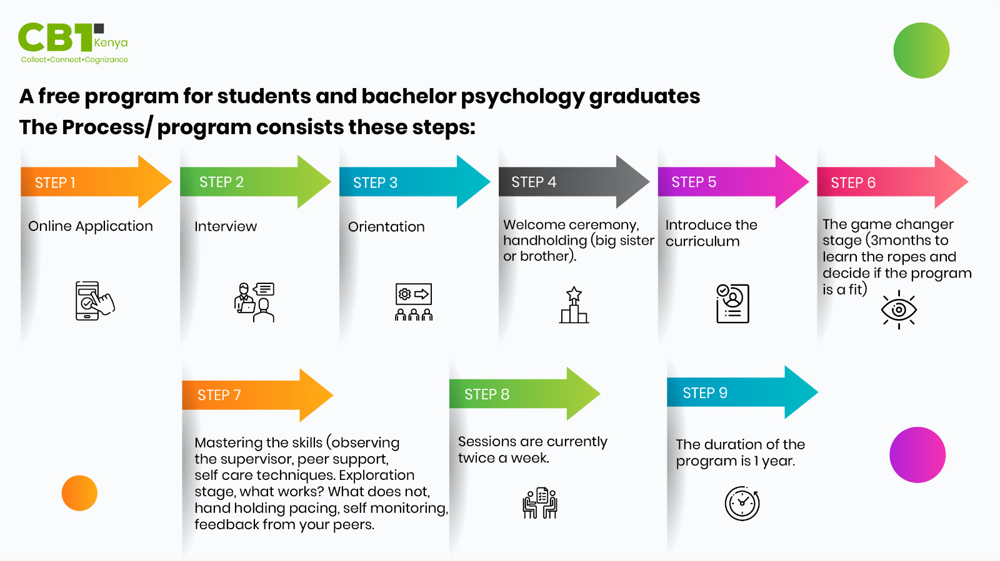 CBT Kenya
Collect•Connect•Cognizance
A free program for students and bachelor psychology graduates
The Process/ program consists these steps:
STEP 1
Online Application
STEP 2
Interview
STEP 3
Orientation
STEP 4
Welcome ceremony,
handholding (big sister
or brother).
STEP 5
Introduce the
curriculum
STEP 6
The game changer
stage (3months to
learn the ropes and
decide if the program
is a fit)
STEP 7
Mastering the skills (observing
the supervisor, peer support,
self care techniques. Exploration
stage, what works? What does not,
hand holding pacing, self monitoring,
feedback from your peers.
STEP 8
Sessions are currently
twice a week.
STEP 9
The duration of the
program is 1 year.